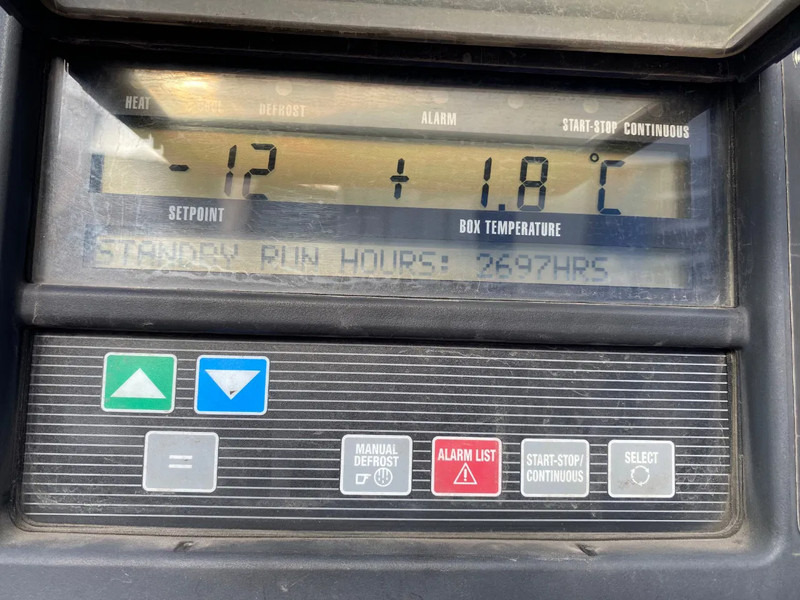 HEAT COOL DEFROST ALARM START-STOP CONTINUOUS
-12 + 1.8 °C
SETPOINT BOX TEMPERATURE
STANDBY RUN HOURS: 2697HRS
MANUAL DEFROST
ALARM LIST
START-STOP/ CONTINUOUS
SELECT